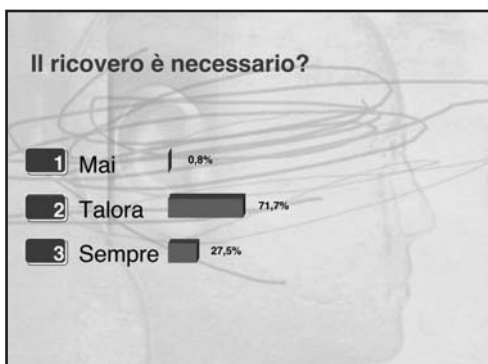 Il ricovero è necessario?
1 Mai 0,8%
2 Talora 71,7%
3 Sempre 27,5%